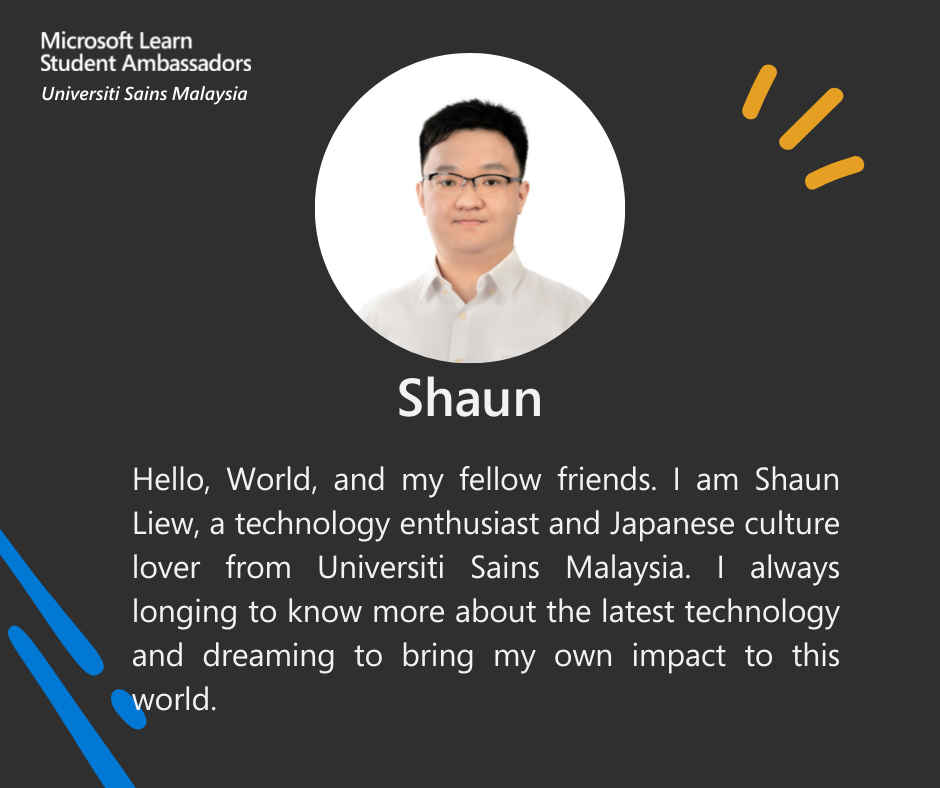 Microsoft Learn
Student Ambassadors
Universiti Sains Malaysia
Shaun
Hello, World, and my fellow friends. I am Shaun
Liew, a technology enthusiast and Japanese culture
lover from Universiti Sains Malaysia. I always
longing to know more about the latest technology
and dreaming to bring my own impact to this
world.